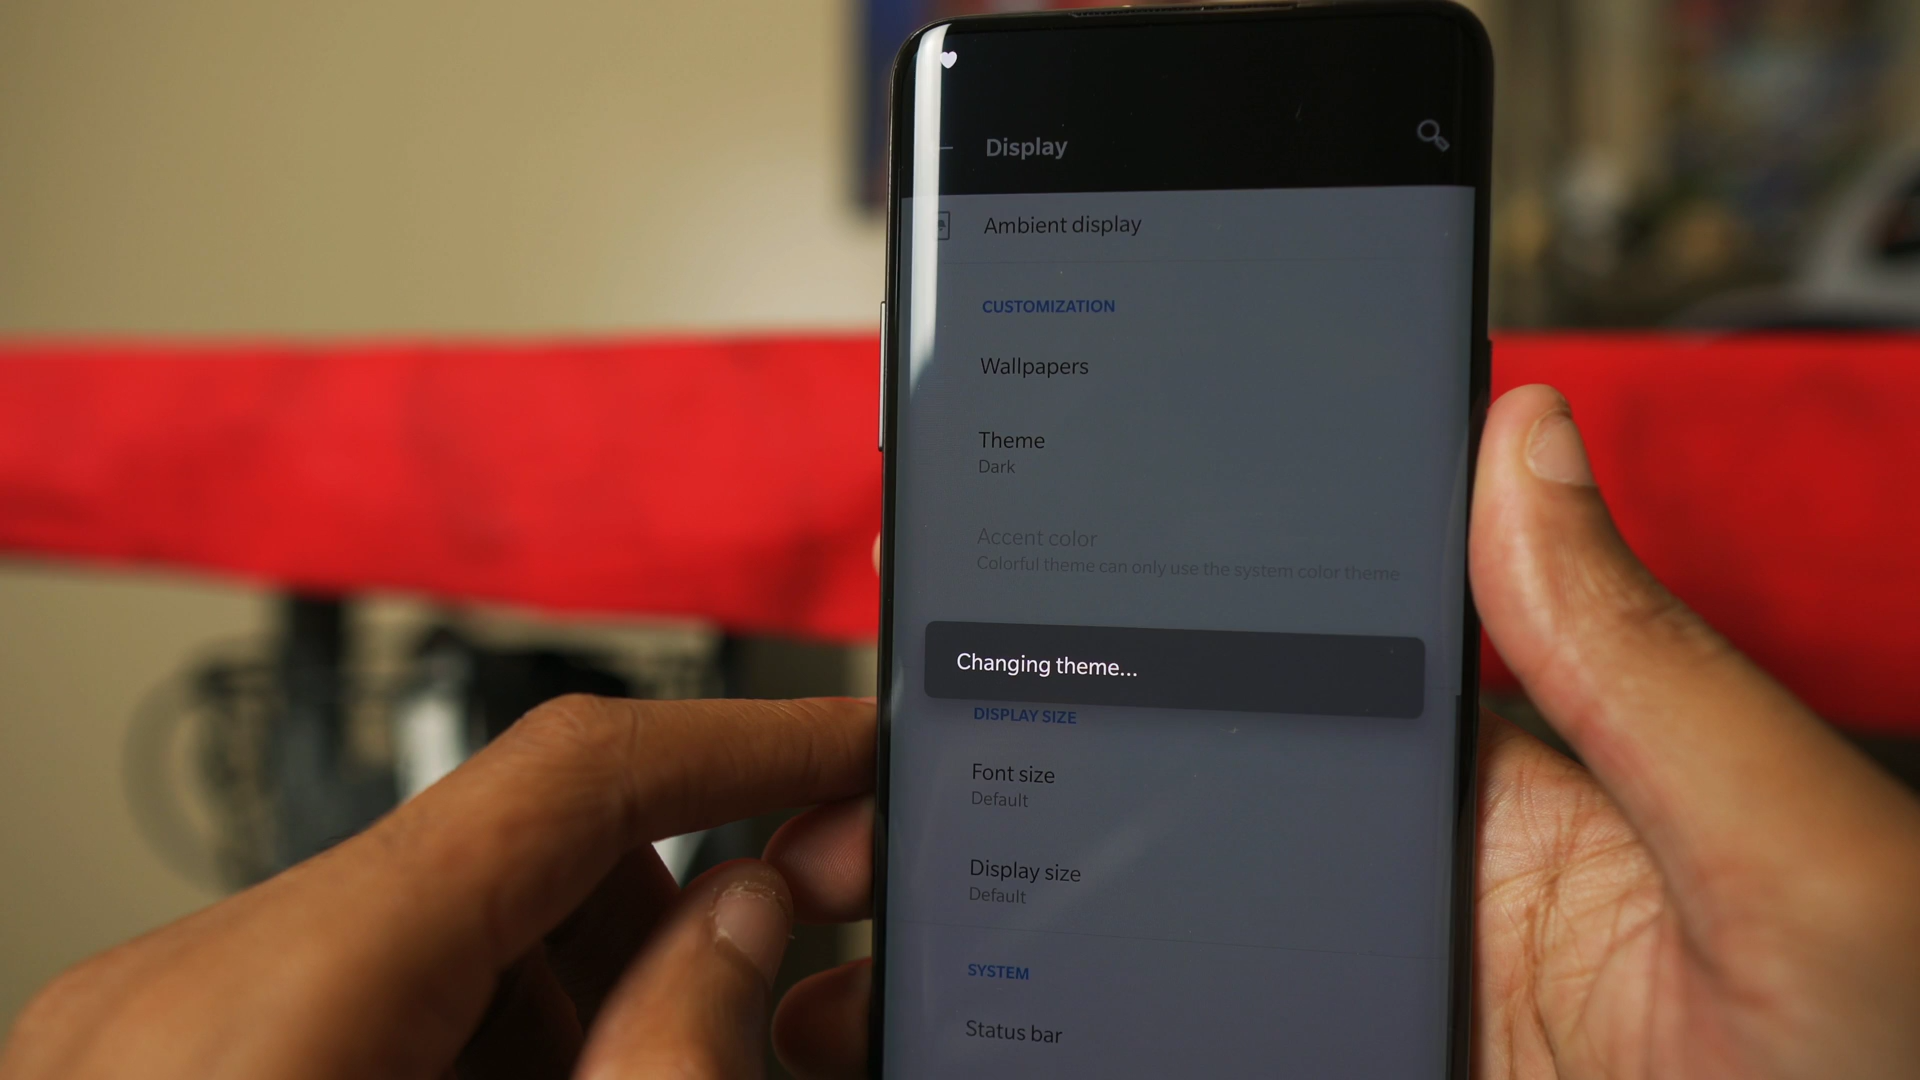 Display
Ambient display
CUSTOMIZATION
Wallpapers
Theme
Dark
Accent color
Colorful theme can only use the system color theme
Changing theme...
DISPLAY SIZE
Font size
Default
Display size
Default
SYSTEM
Status bar